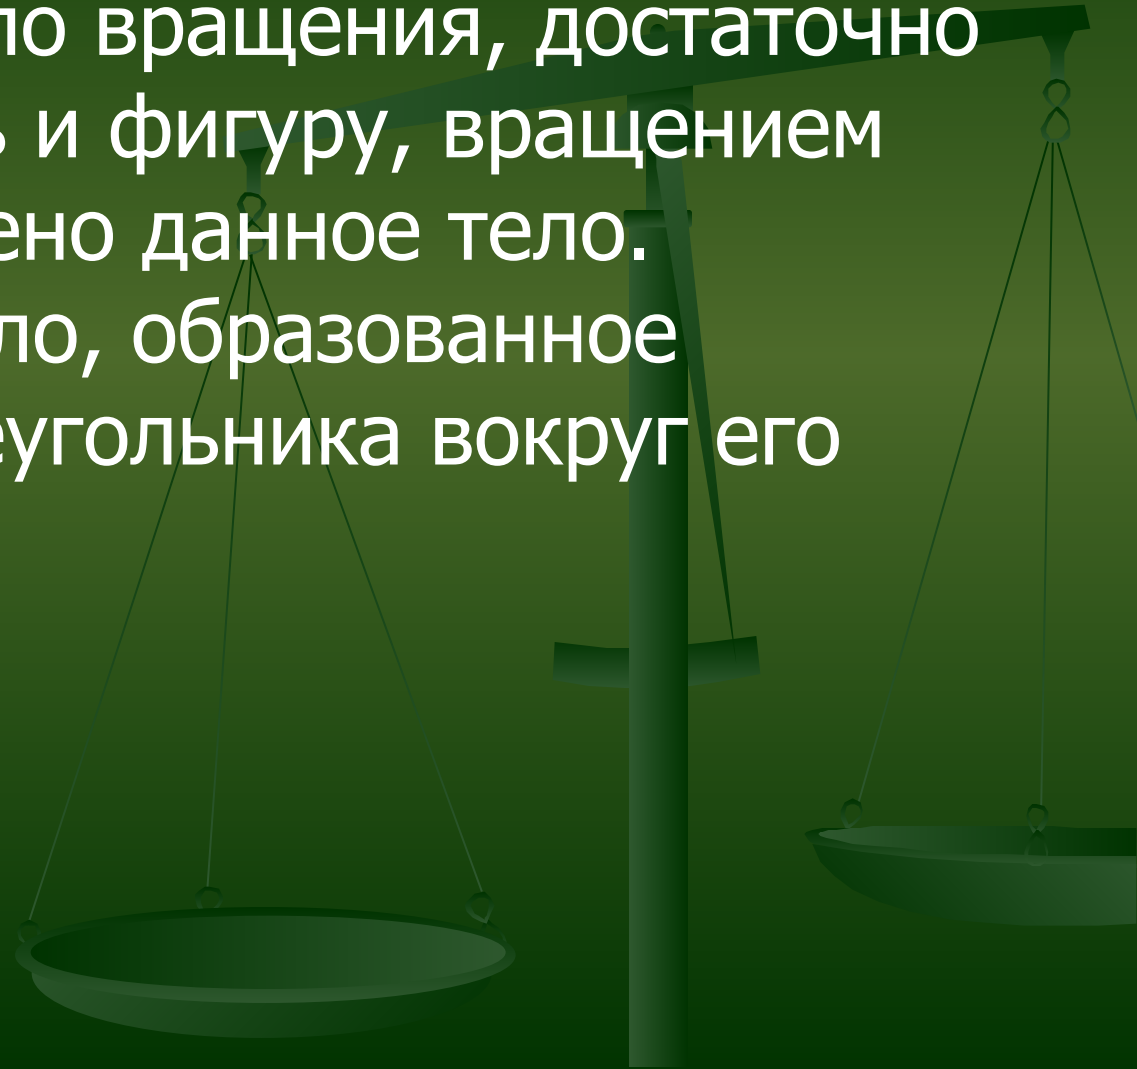 ло вращения, достаточно
ь и фигуру, вращением
ено данное тело.
ло, образованное
еугольника вокруг его